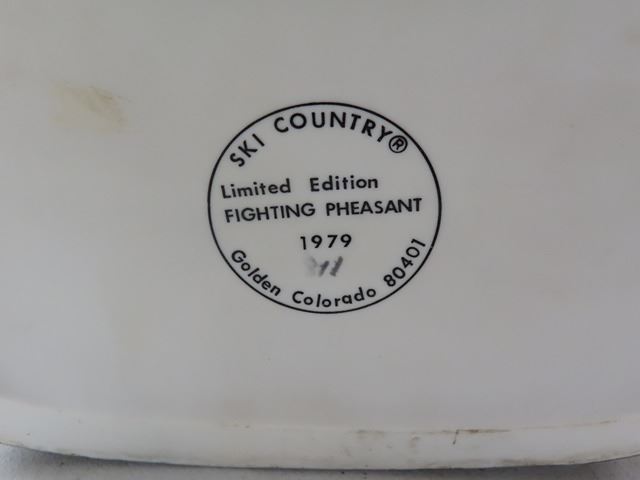 SKI COUNTRY®
Limited Edition
FIGHTING PHEASANT
1979
Golden Colorado 80401